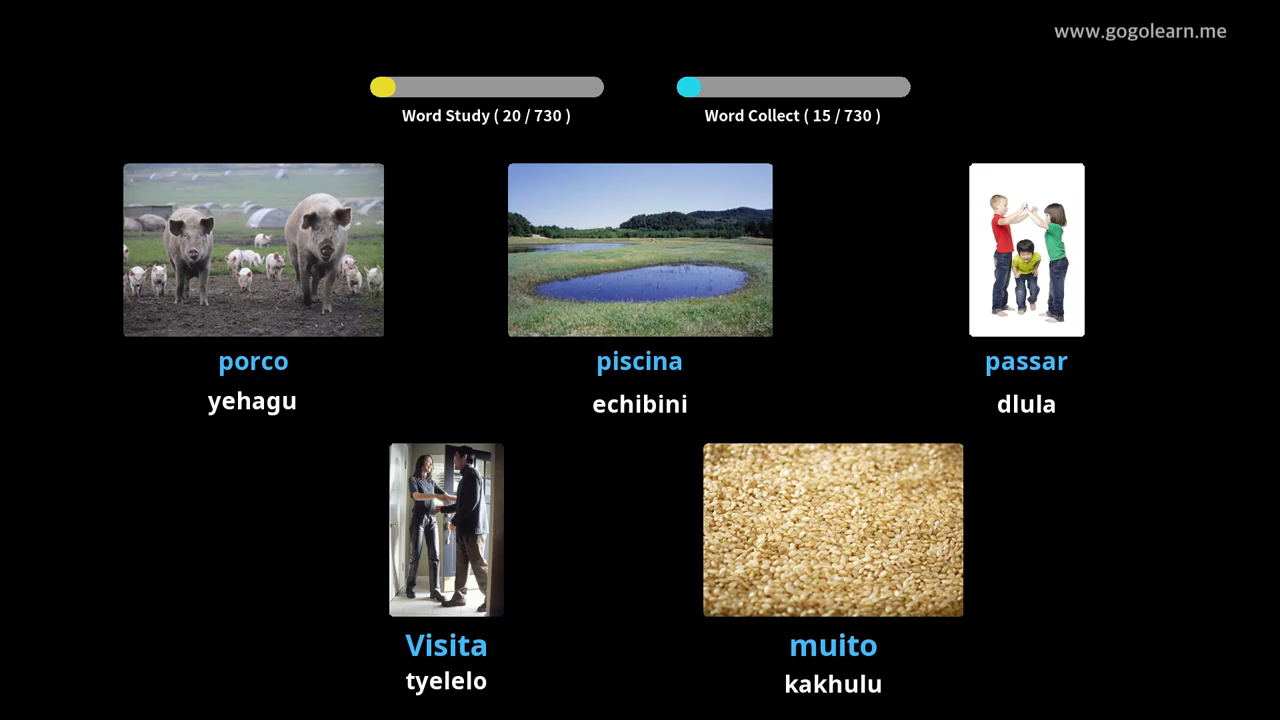 www.gogolearn.me
Word Study ( 20 / 730 )
Word Collect ( 15 / 730 )
porco
yehagu
piscina
echibini
passar
dlula
Visita
tyelelo
muito
kakhulu